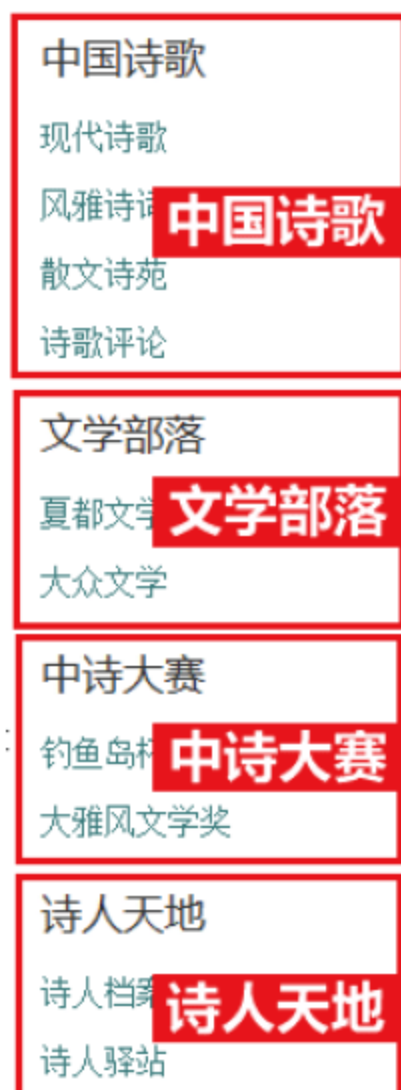 中国诗歌
现代诗歌
风雅诗词
中国诗歌
散文诗苑
诗歌评论
文学部落
夏都文学
文学部落
大众文学
中诗大赛
钓鱼岛杯
中诗大赛
大雅风文学奖
诗人天地
诗人档案
诗人天地
诗人驿站